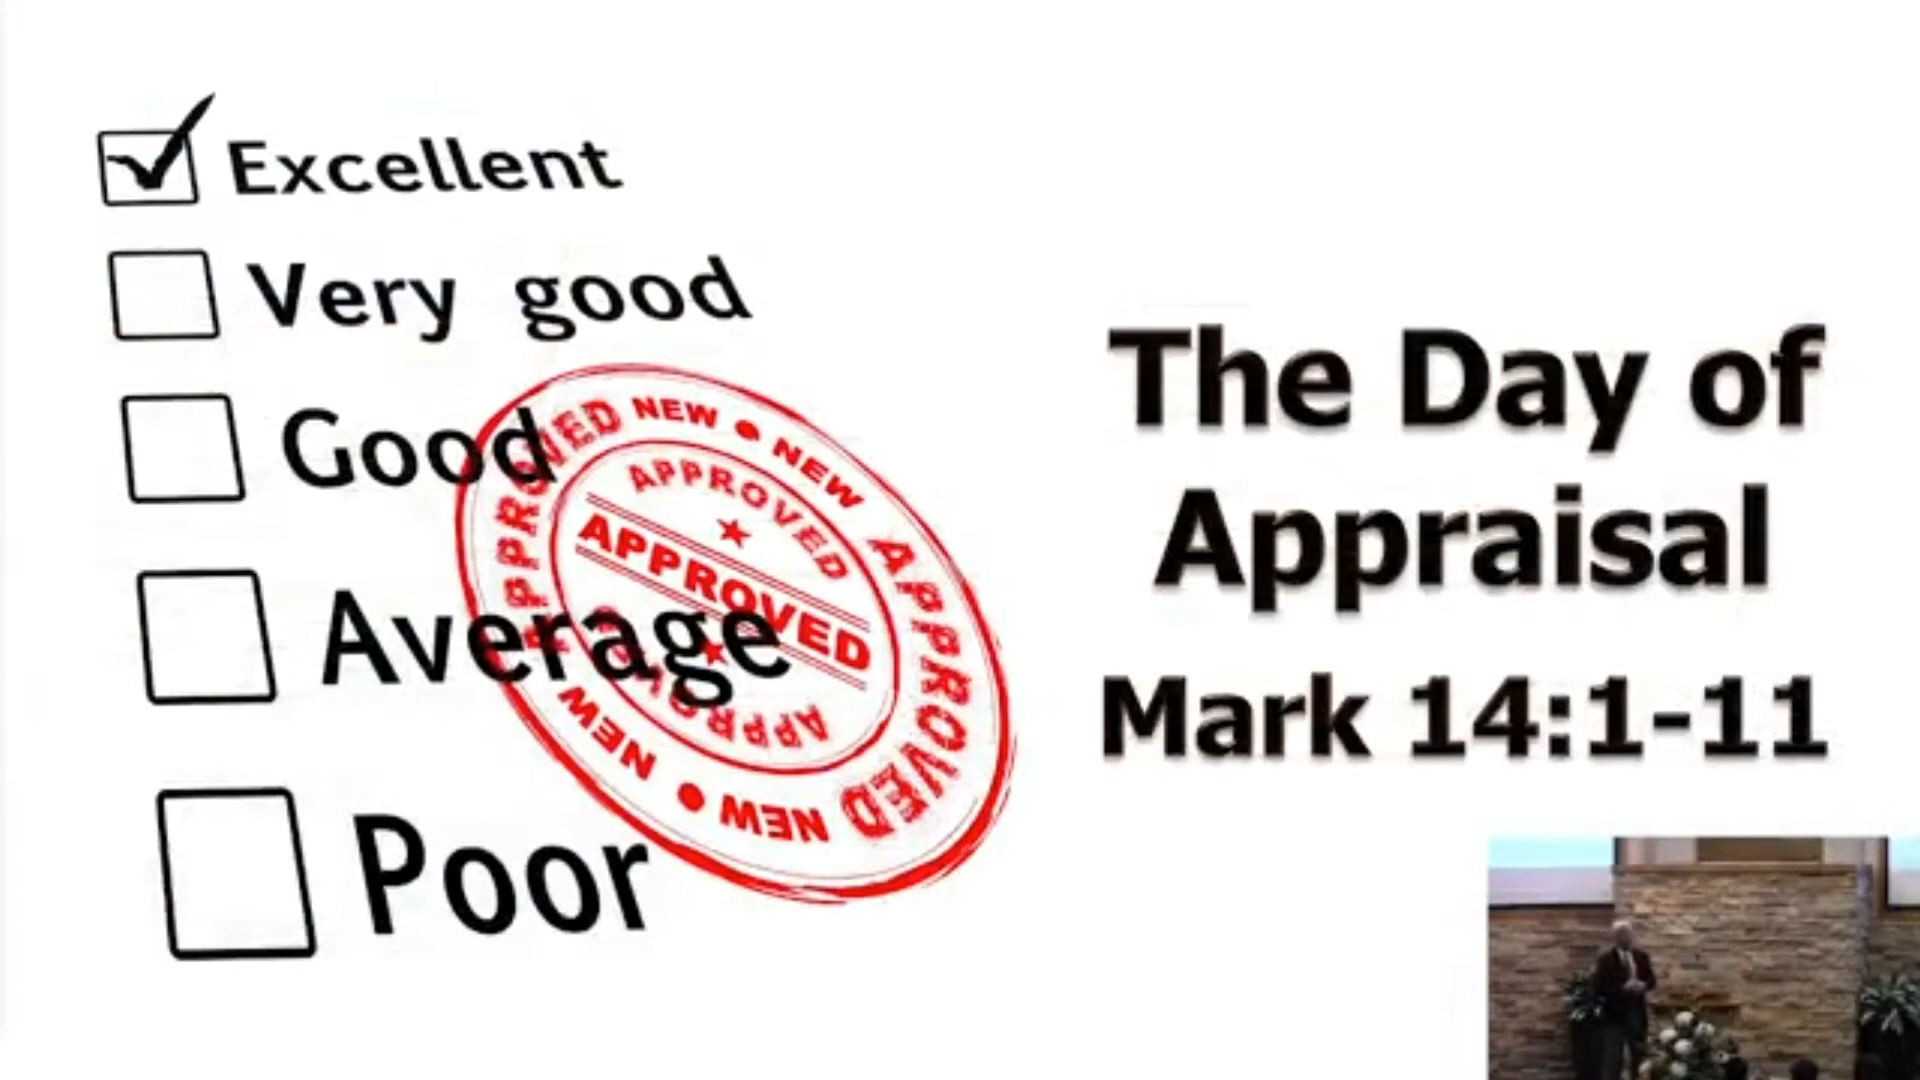 Excellent
Very good
Good
Average
Poor
APPROVED NEW ● NEW APPROVED NEW ● NEW
APPROVED
APPROVED
APPROVED
The Day of
Appraisal
Mark 14:1-11